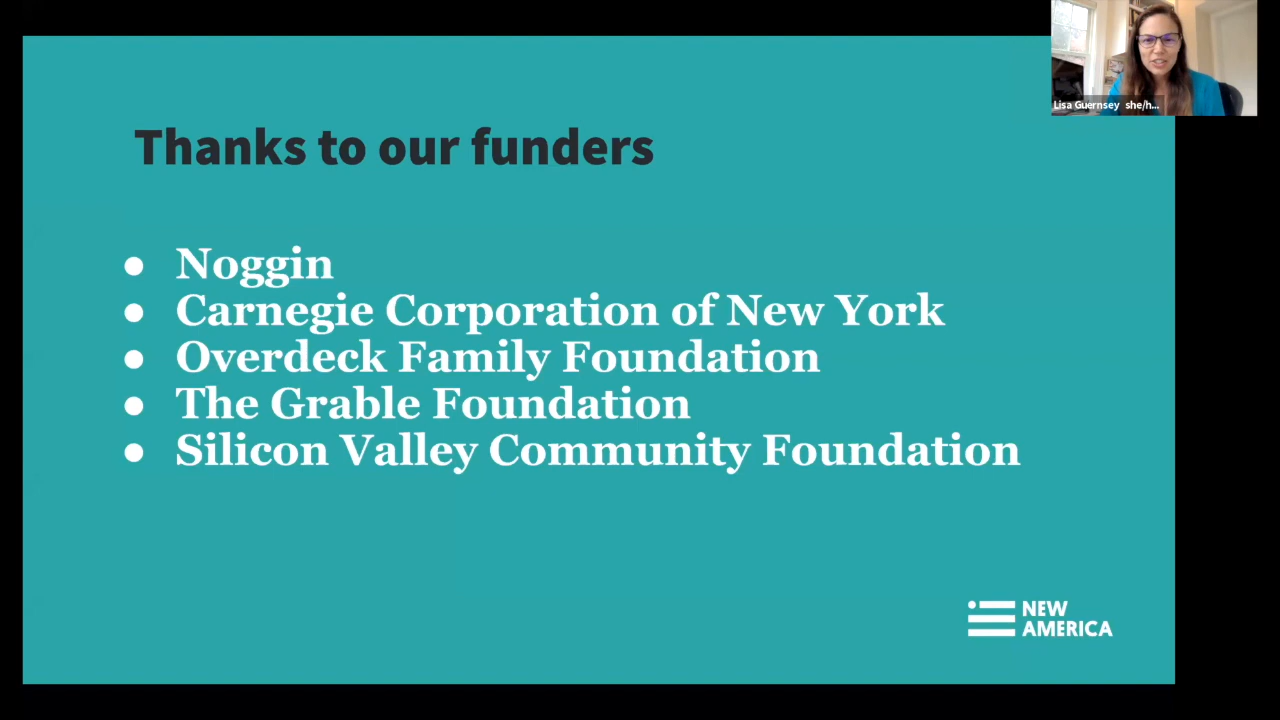 Lisa Guernsey she/h...
Thanks to our funders
● Noggin
● Carnegie Corporation of New York
● Overdeck Family Foundation
● The Grable Foundation
● Silicon Valley Community Foundation
NEW
AMERICA